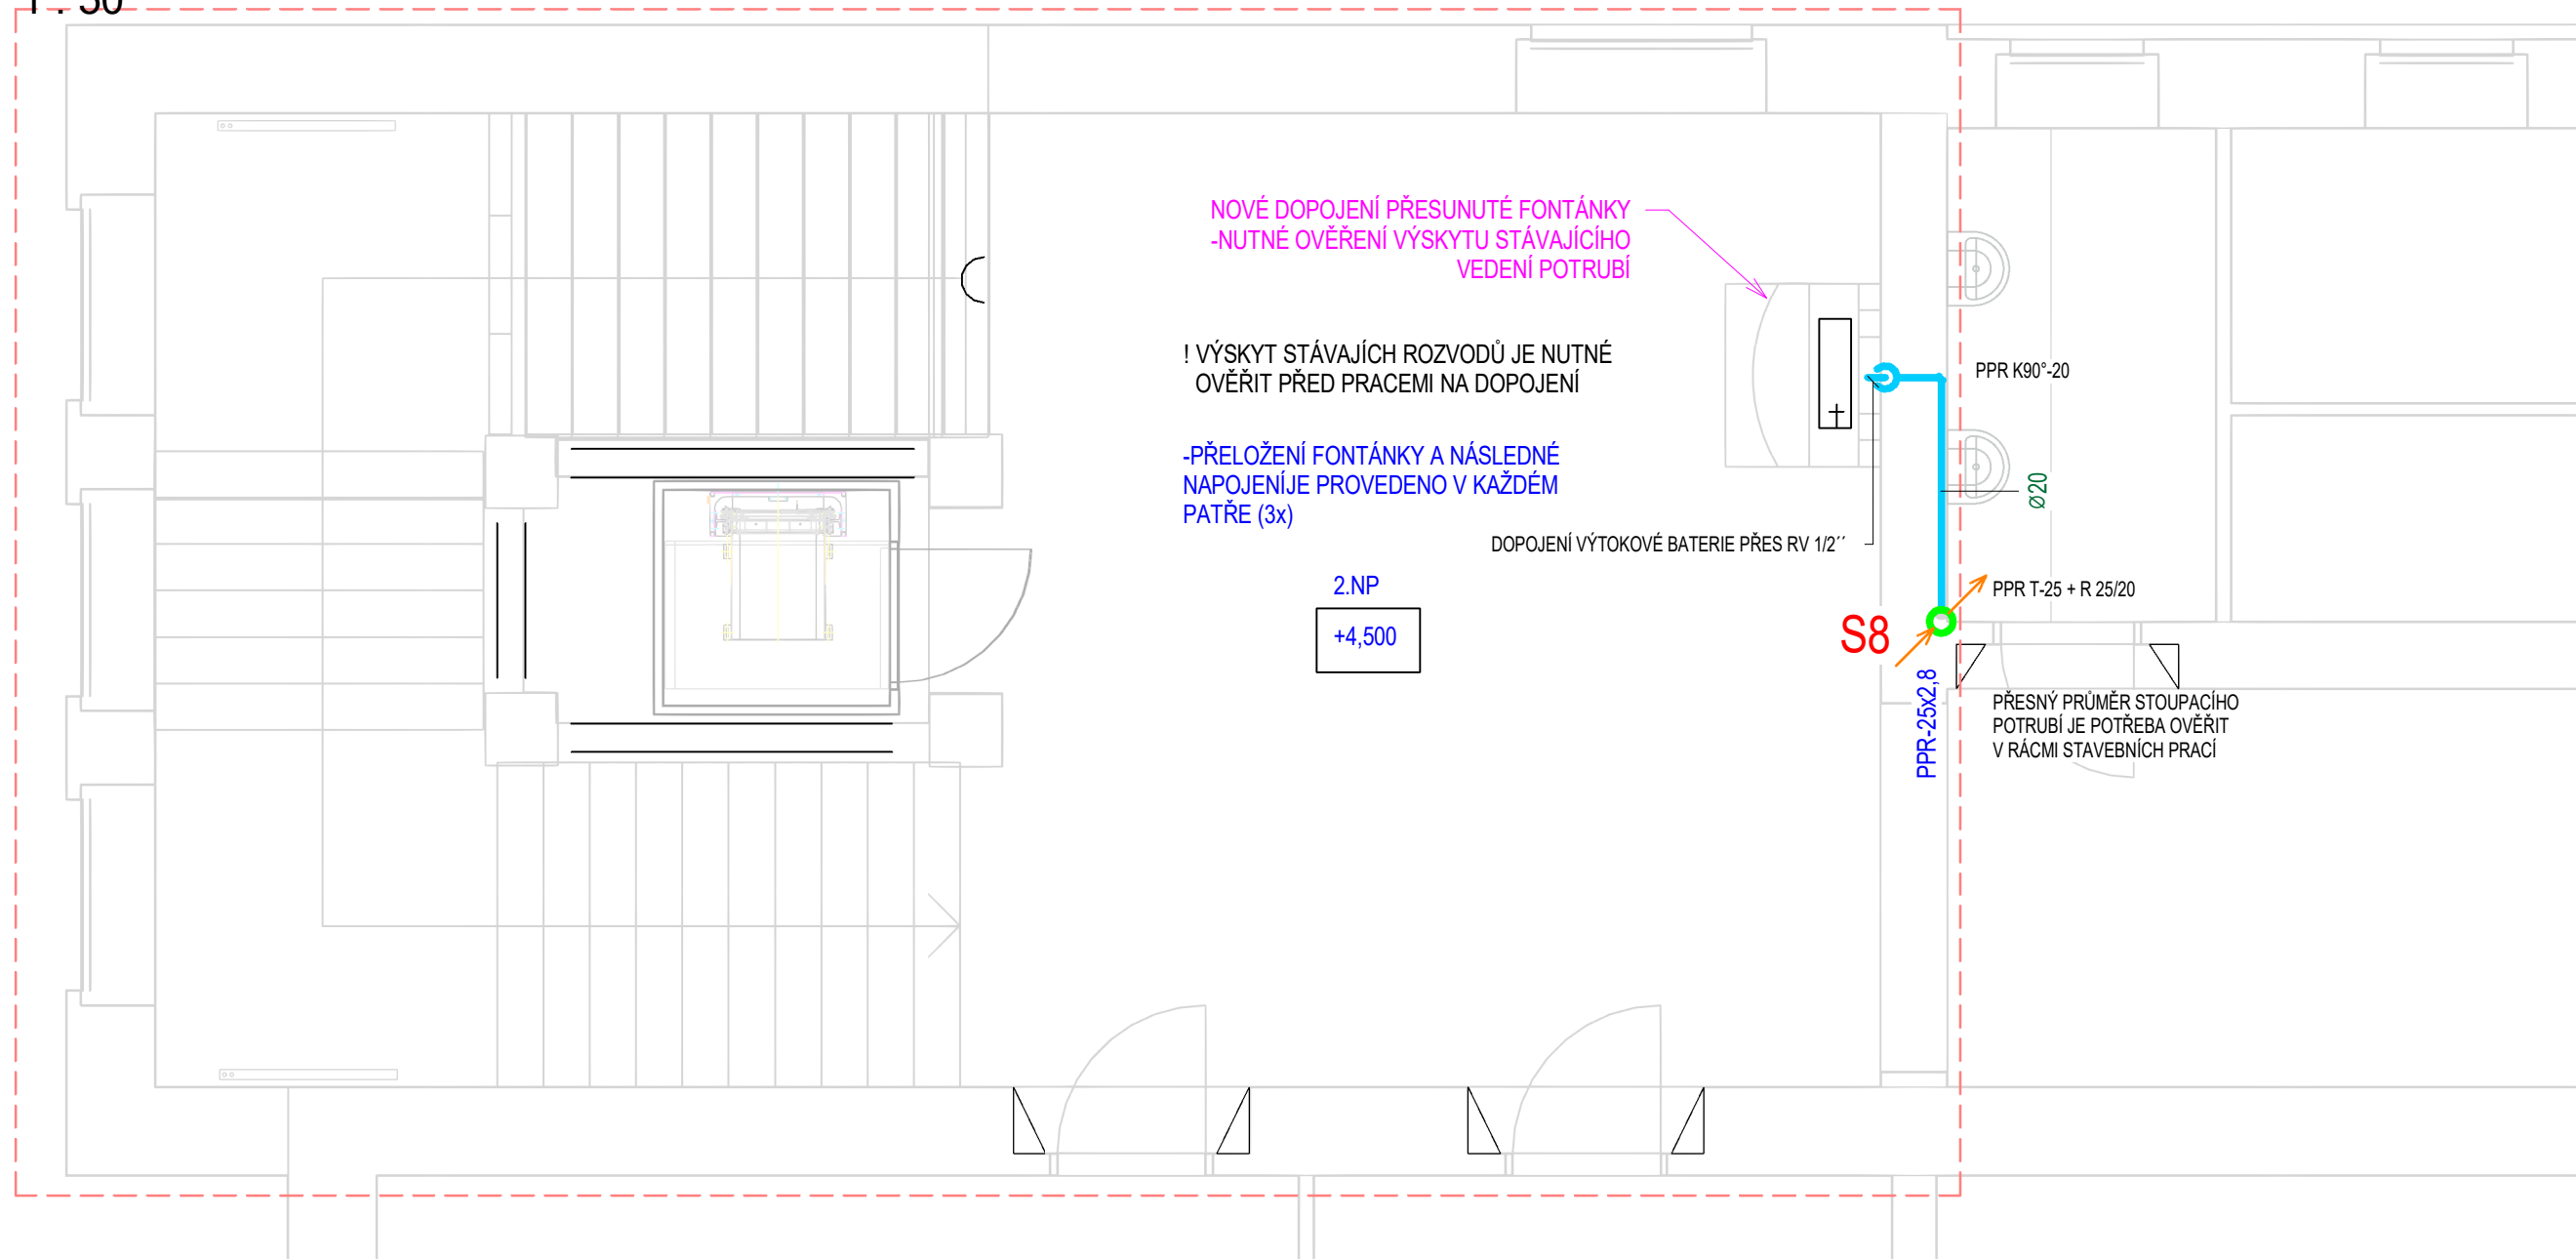 1 : 50
NOVÉ DOPOJENÍ PŘESUNUTÉ FONTÁNKY
-NUTNÉ OVĚŘENÍ VÝSKYTU STÁVAJÍCÍHO
VEDENÍ POTRUBÍ
! VÝSKYT STÁVAJÍCH ROZVODŮ JE NUTNÉ
OVĚŘIT PŘED PRACEMI NA DOPOJENÍ
PPR K90°-20
-PŘELOŽENÍ FONTÁNKY A NÁSLEDNÉ
NAPOJENÍJE PROVEDENO V KAŽDÉM
PATŘE (3x)
Ø20
DOPOJENÍ VÝTOKOVÉ BATERIE PŘES RV 1/2´´
2.NP
+4,500
PPR T-25 + R 25/20
S8
PPR-25x2,8
PŘESNÝ PRŮMĚR STOUPACÍHO
POTRUBÍ JE POTŘEBA OVĚŘIT
V RÁCMI STAVEBNÍCH PRACÍ